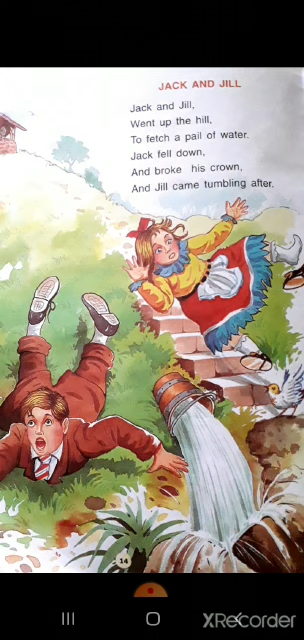 JACK AND JILL
Jack and Jill,
Went up the hill,
To fetch a pail of water.
Jack fell down,
And broke his crown,
And Jill came tumbling after.
14
XRecorder